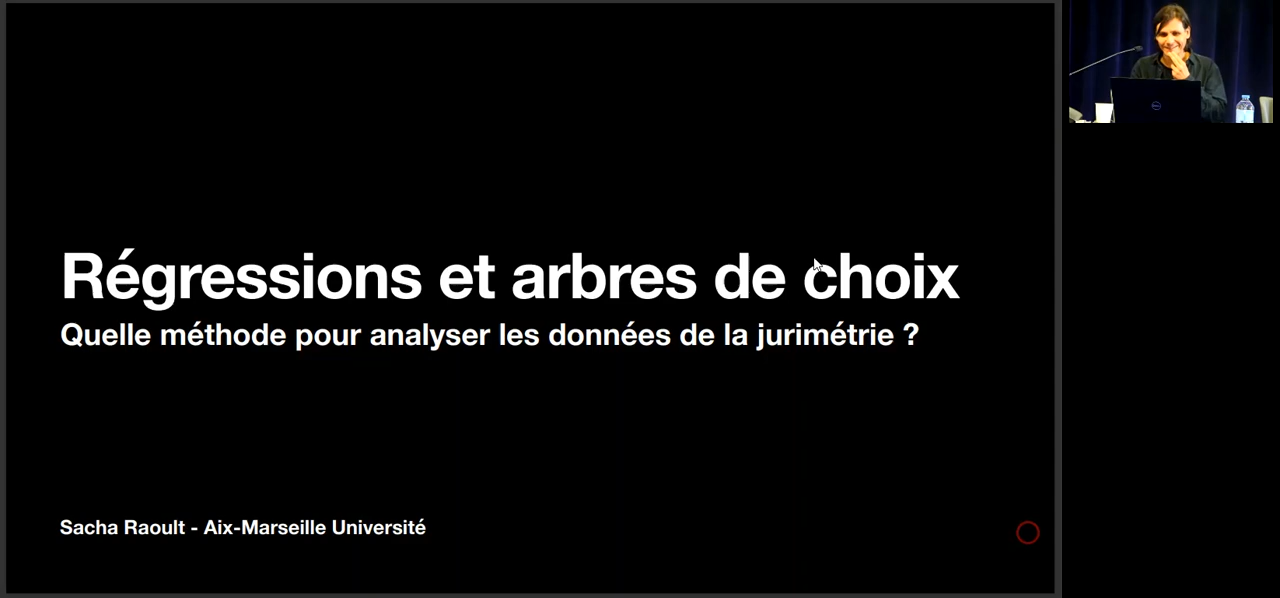 Régressions et arbres de choix
Quelle méthode pour analyser les données de la jurimétrie ?
Sacha Raoult - Aix-Marseille Université